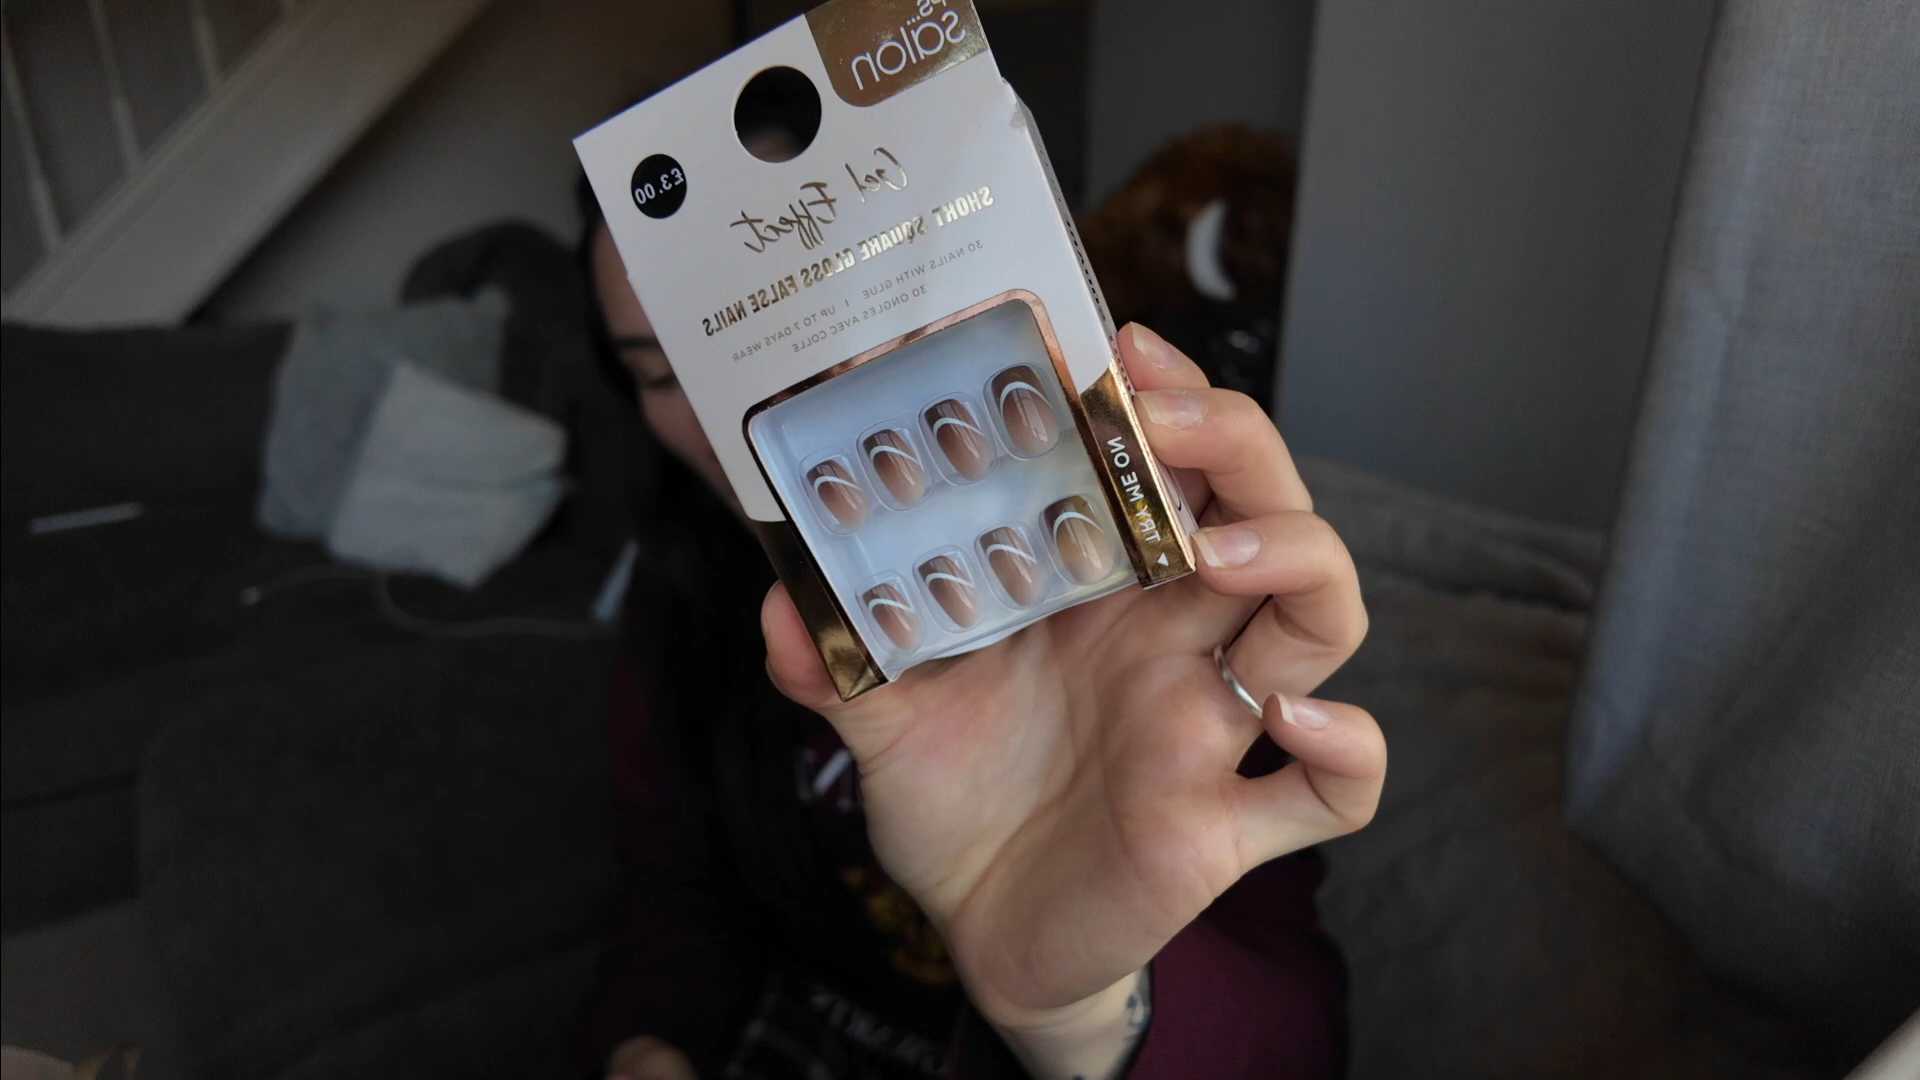 PS...
salon
£3.00
Gel Effect
SHORT SQUARE GLOSS FALSE NAILS
30 NAILS WITH GLUE | UP TO 7 DAYS WEAR
30 ONGLES AVEC COLLE
TRY ME ON